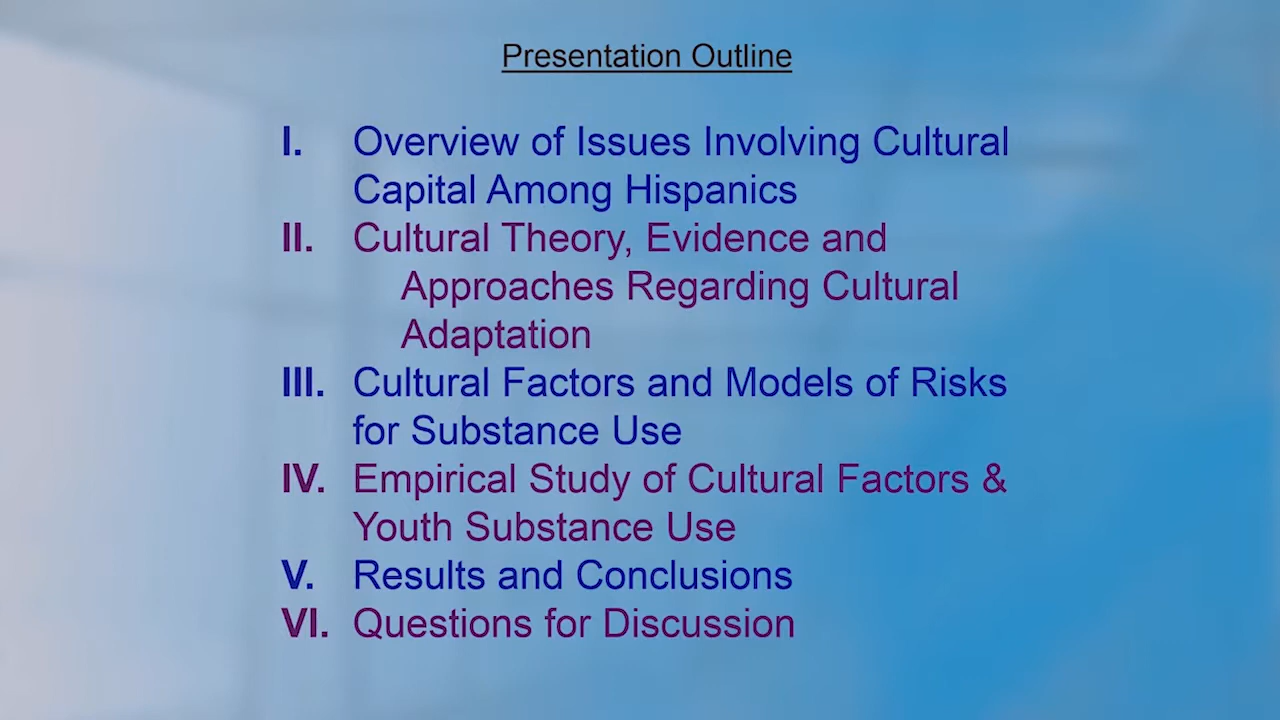 Presentation Outline
I. Overview of Issues Involving Cultural
Capital Among Hispanics
II. Cultural Theory, Evidence and
Approaches Regarding Cultural
Adaptation
III. Cultural Factors and Models of Risks
for Substance Use
IV. Empirical Study of Cultural Factors &
Youth Substance Use
V. Results and Conclusions
VI. Questions for Discussion